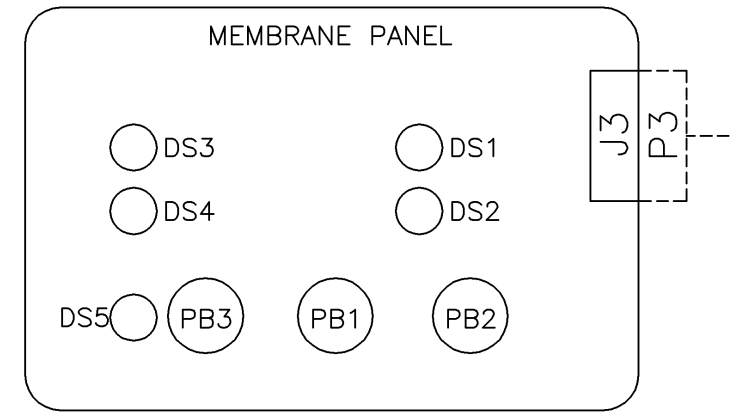 MEMBRANE PANEL
J3
P3
DS3
DS1
DS4
DS2
DS5
PB3
PB1
PB2